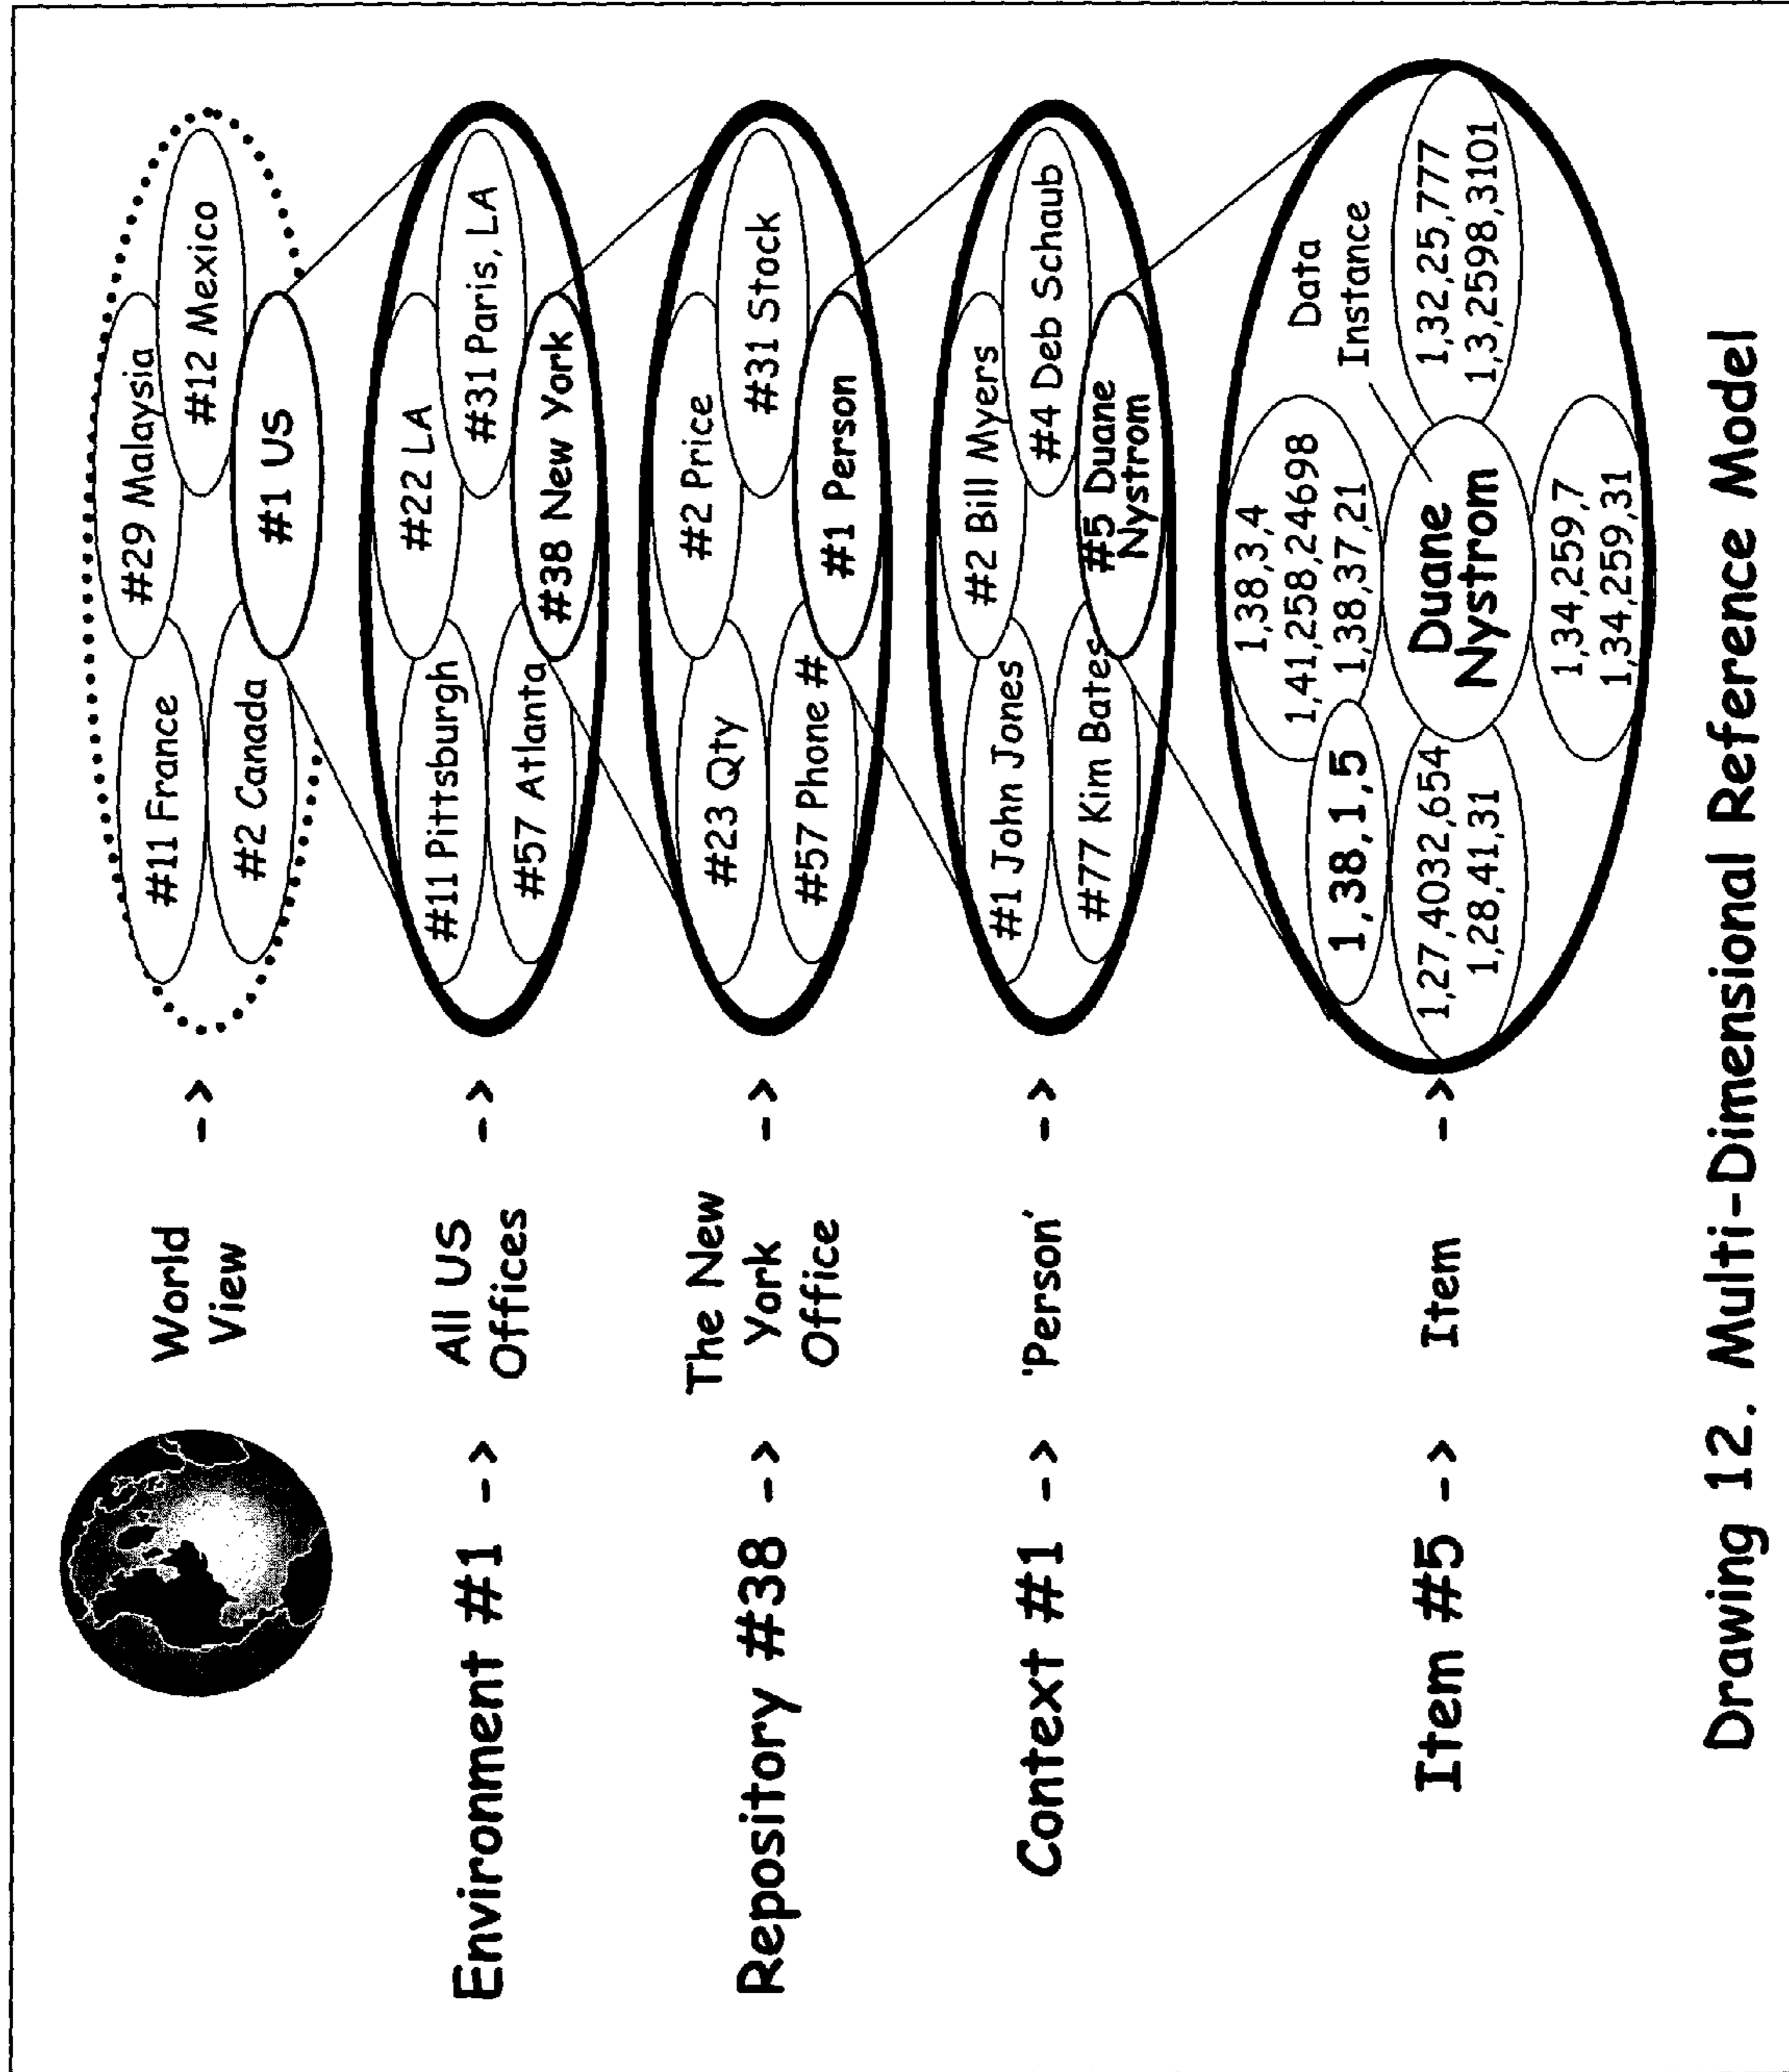 World
View
->
#11 France
#29 Malaysia
#2 Canada
#12 Mexico
#1 US
Environment #1 ->
All US
Offices
->
#11 Pittsburgh
#22 LA
#57 Atlanta
#31 Paris, LA
#38 New York
Repository #38 ->
The New
York
Office
->
#23 Qty
#2 Price
#57 Phone #
#31 Stock
#1 Person
Context #1 ->
'Person'
->
#1 John Jones
#2 Bill Myers
#77 Kim Bates
#4 Deb Schaub
#5 Duane
Nystrom
Item #5 ->
Item
->
1,38,1,5
1,38,3,4
1,41,258,24698
1,38,37,21
Data
Instance
1,27,4032,654
1,28,41,31
Duane
Nystrom
1,32,25,777
1,3,2598,3101
1,34,259,7
1,34,259,31
Drawing 12. Multi-Dimensional Reference Model